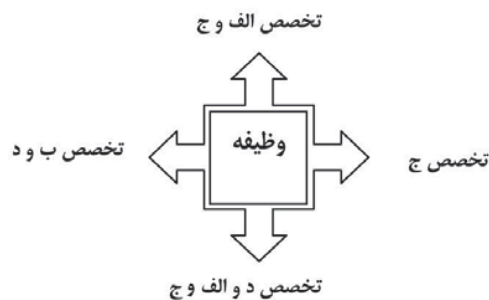 تخصص الف و ج
وظیفه
تخصص ج
تخصص ب و د
تخصص د و الف و ج